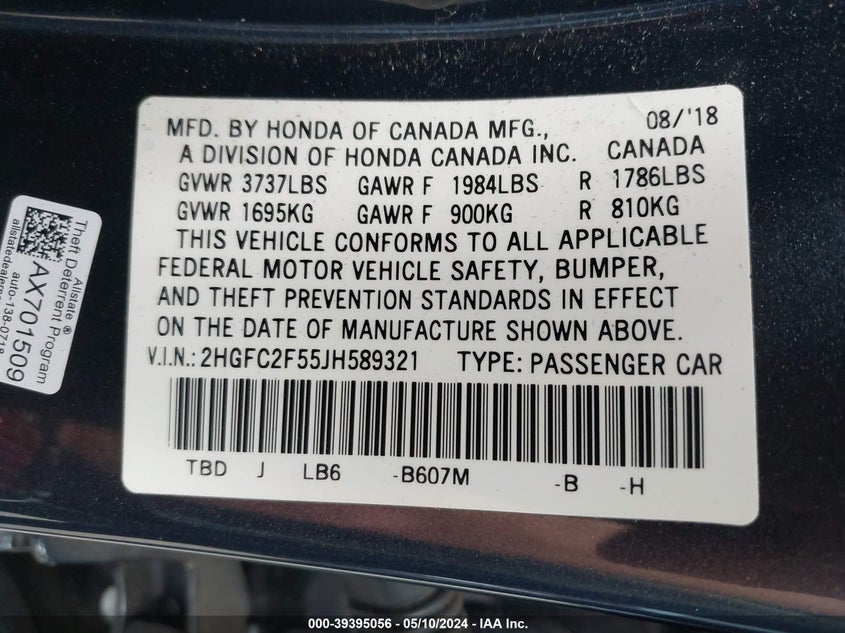 MFD. BY HONDA OF CANADA MFG., 08/'18
A DIVISION OF HONDA CANADA INC. CANADA
GVWR 3737LBS GAWR F 1984LBS R 1786LBS
GVWR 1695KG GAWR F 900KG R 810KG
THIS VEHICLE CONFORMS TO ALL APPLICABLE
FEDERAL MOTOR VEHICLE SAFETY, BUMPER,
AND THEFT PREVENTION STANDARDS IN EFFECT
ON THE DATE OF MANUFACTURE SHOWN ABOVE.
V.I.N.: 2HGFC2F55JH589321 TYPE: PASSENGER CAR
TBD J LB6 -B607M -B -H
Allstate ®
Theft Deterrent Program
AX701509
auto-138-0718
000-39395056 - 05/10/2024 - IAA Inc.